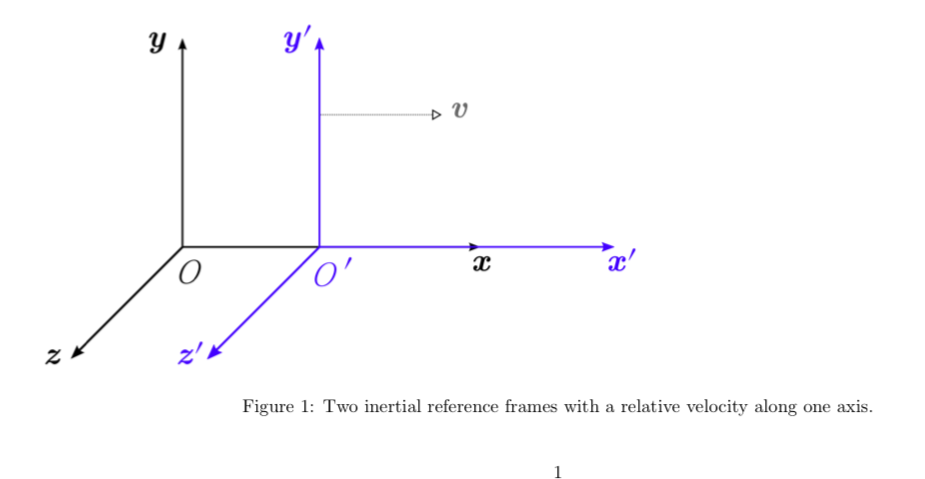 y y′
v
O O′ x x′
z z′
Figure 1: Two inertial reference frames with a relative velocity along one axis.
1